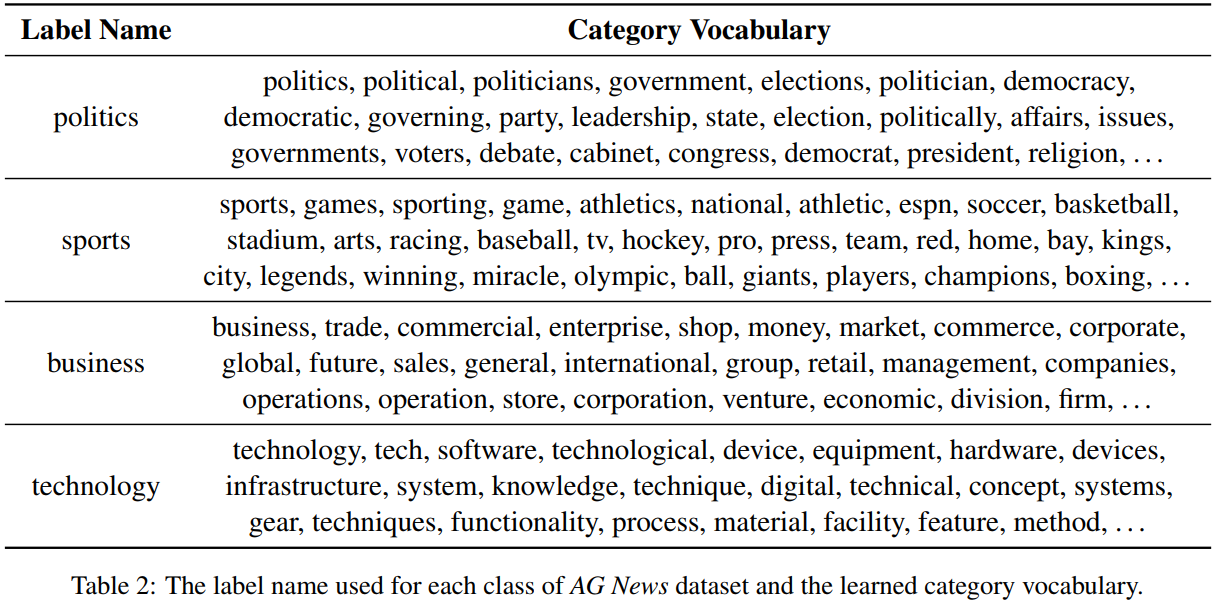 Label Name Category Vocabulary
politics, political, politicians, government, elections, politician, democracy,
politics democratic, governing, party, leadership, state, election, politically, affairs, issues,
governments, voters, debate, cabinet, congress, democrat, president, religion, ...
sports, games, sporting, game, athletics, national, athletic, espn, soccer, basketball,
sports stadium, arts, racing, baseball, tv, hockey, pro, press, team, red, home, bay, kings,
city, legends, winning, miracle, olympic, ball, giants, players, champions, boxing, ...
business, trade, commercial, enterprise, shop, money, market, commerce, corporate,
business global, future, sales, general, international, group, retail, management, companies,
operations, operation, store, corporation, venture, economic, division, firm, ...
technology, tech, software, technological, device, equipment, hardware, devices,
technology infrastructure, system, knowledge, technique, digital, technical, concept, systems,
gear, techniques, functionality, process, material, facility, feature, method, ...
Table 2: The label name used for each class of AG News dataset and the learned category vocabulary.